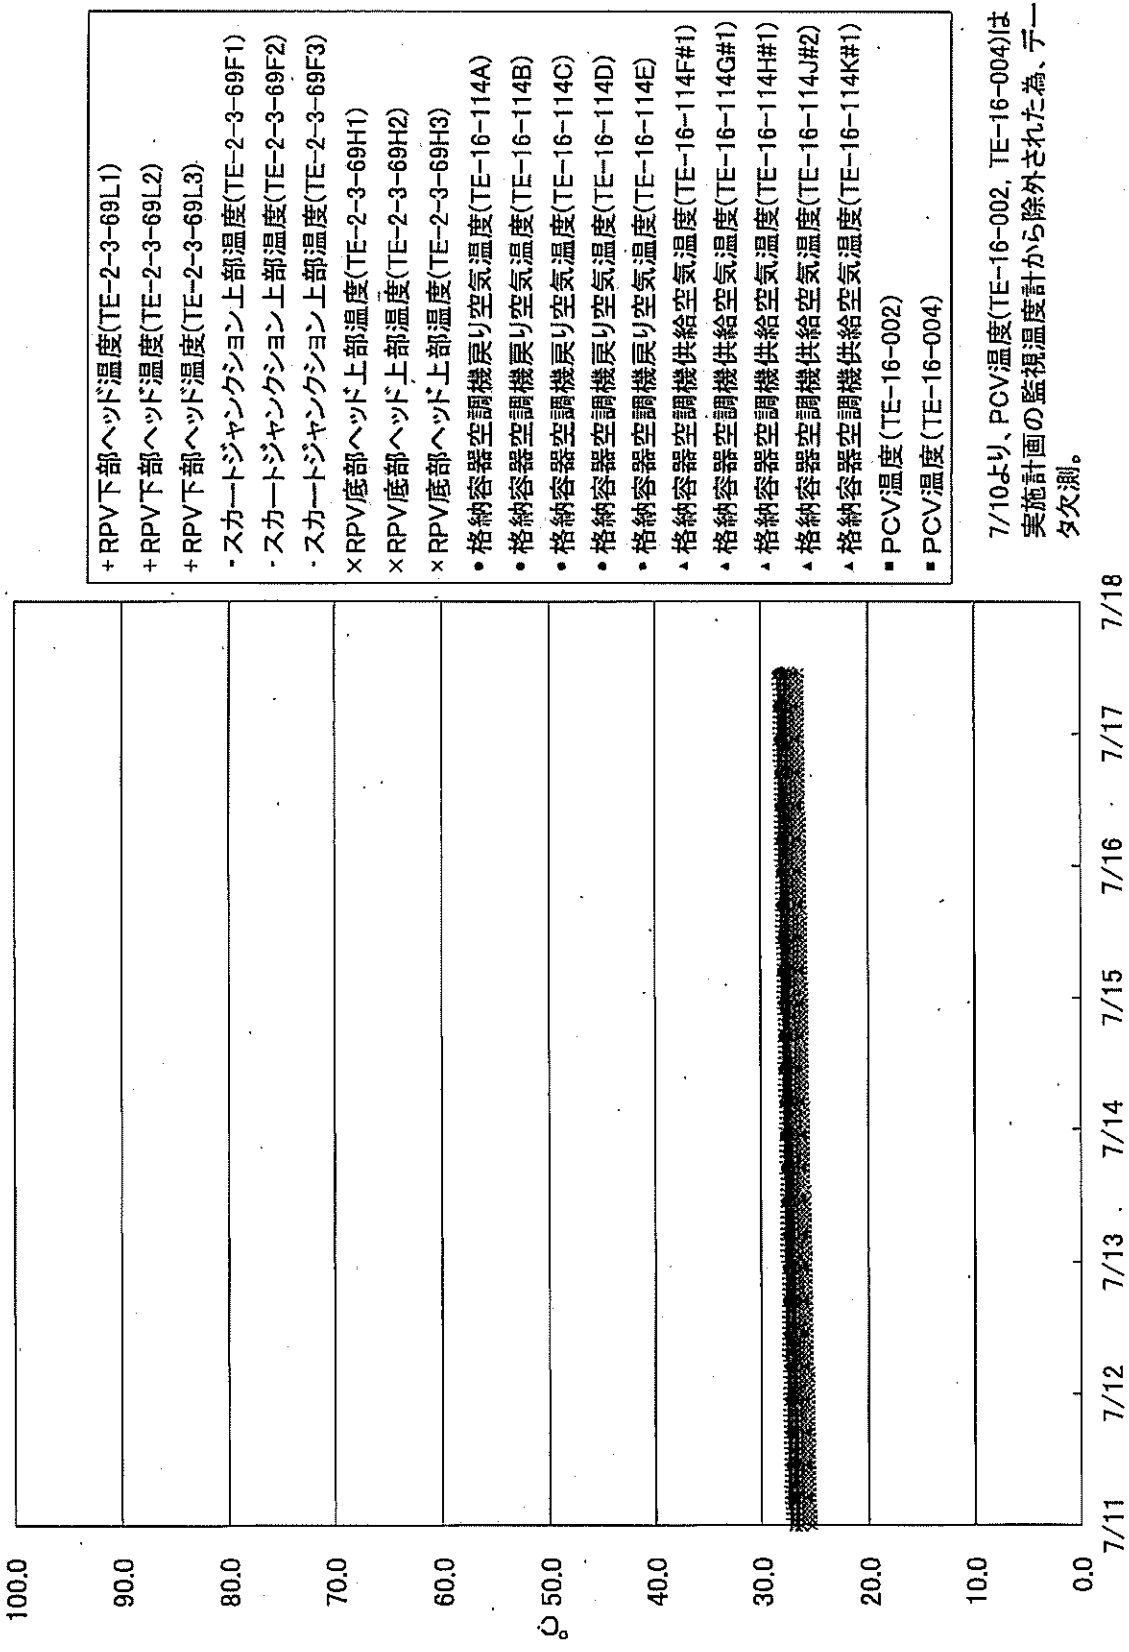 100.0
90.0
80.0
70.0
60.0
℃ 50.0
40.0
30.0
20.0
10.0
0.0
7/11
7/12
7/13
7/14
7/15
7/16
7/17
7/18
+ RPV下部ヘッド温度(TE-2-3-69L1)
+ RPV下部ヘッド温度(TE-2-3-69L2)
+ RPV下部ヘッド温度(TE-2-3-69L3)
- スカートジャンクション上部温度(TE-2-3-69F1)
- スカートジャンクション上部温度(TE-2-3-69F2)
- スカートジャンクション上部温度(TE-2-3-69F3)
× RPV底部ヘッド上部温度(TE-2-3-69H1)
× RPV底部ヘッド上部温度(TE-2-3-69H2)
× RPV底部ヘッド上部温度(TE-2-3-69H3)
• 格納容器空調機戻り空気温度(TE-16-114A)
• 格納容器空調機戻り空気温度(TE-16-114B)
• 格納容器空調機戻り空気温度(TE-16-114C)
• 格納容器空調機戻り空気温度(TE-16-114D)
• 格納容器空調機戻り空気温度(TE-16-114E)
▲ 格納容器空調機供給空気温度(TE-16-114F#1)
▲ 格納容器空調機供給空気温度(TE-16-114G#1)
▲ 格納容器空調機供給空気温度(TE-16-114H#1)
▲ 格納容器空調機供給空気温度(TE-16-114J#2)
▲ 格納容器空調機供給空気温度(TE-16-114K#1)
■ PCV温度(TE-16-002)
■ PCV温度(TE-16-004)
7/10より、PCV温度(TE-16-002, TE-16-004)は
実施計画の監視温度計から除外された為、デー
タ欠測。